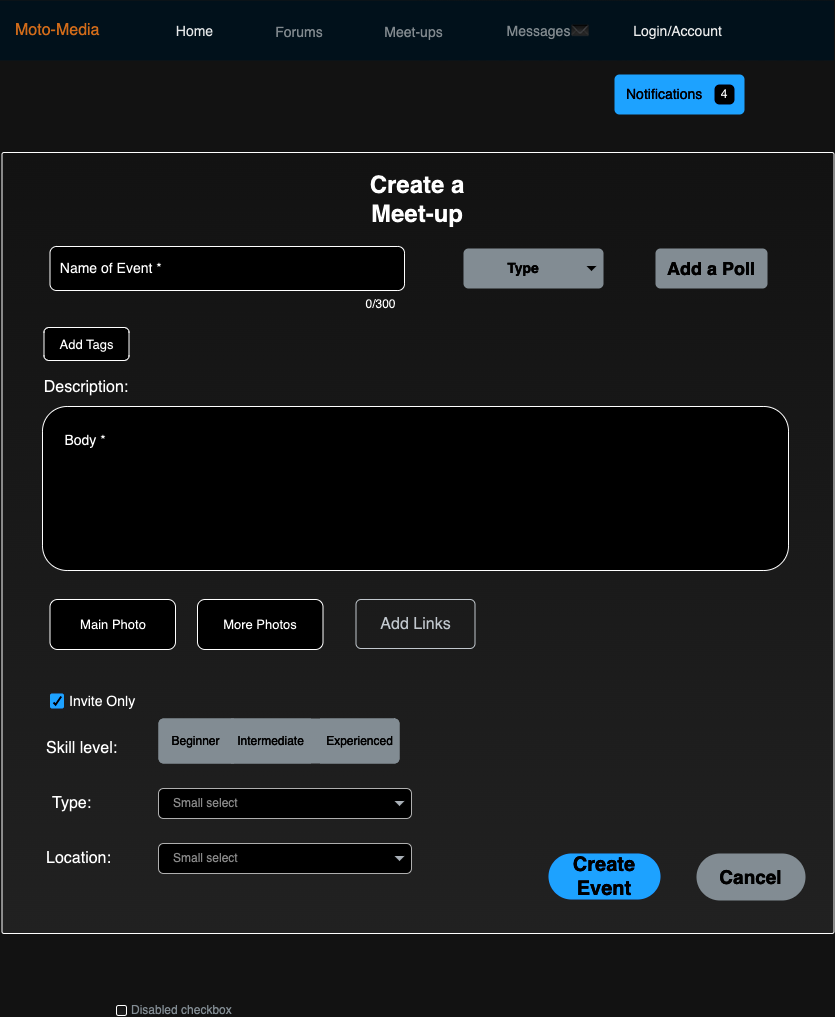 Moto-Media Home Forums Meet-ups Messages Login/Account
Notifications 4
Create a
Meet-up
Name of Event * Type Add a Poll
0/300
Add Tags
Description:
Body *
Main Photo More Photos Add Links
Invite Only
Skill level: Beginner Intermediate Experienced
Type: Small select
Location: Small select
Create
Event
Cancel
Disabled checkbox